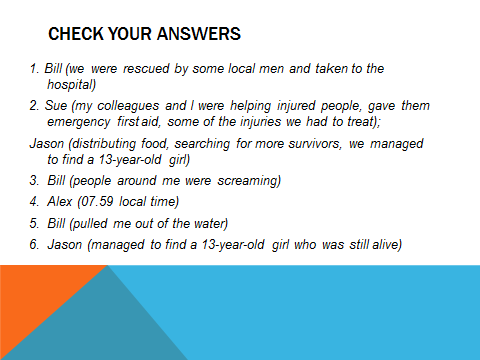 CHECK YOUR ANSWERS
1. Bill (we were rescued by some local men and taken to the
hospital)
2. Sue (my colleagues and I were helping injured people, gave them
emergency first aid, some of the injuries we had to treat);
Jason (distributing food, searching for more survivors, we managed
to find a 13-year-old girl)
3. Bill (people around me were screaming)
4. Alex (07.59 local time)
5. Bill (pulled me out of the water)
6. Jason (managed to find a 13-year-old girl who was still alive)